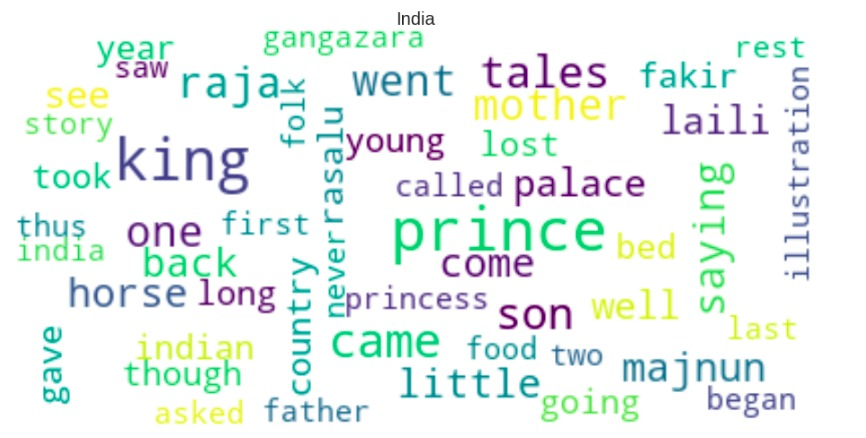 India
year
saw
gangazara
rest
see
raja
folk
went
tales
mother
fakir
illustration
story
king
rasalu
young
lost
laili
took
called
palace
saying
thus
india
one
first
never
prince
come
bed
back
horse
long
country
princess
son
well
last
gave
indian
though
came
food
two
majnun
little
going
began
asked
father